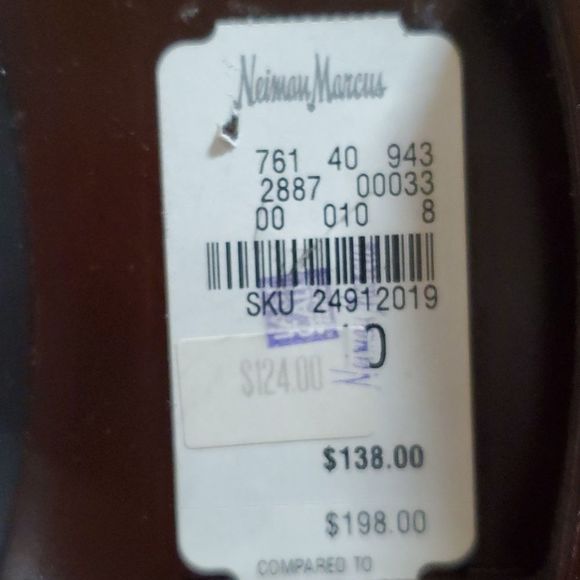 Neiman Marcus
761 40 943
2887 00033
00 010 8
SKU 24912019
$124.00
$138.00
$198.00
COMPARED TO